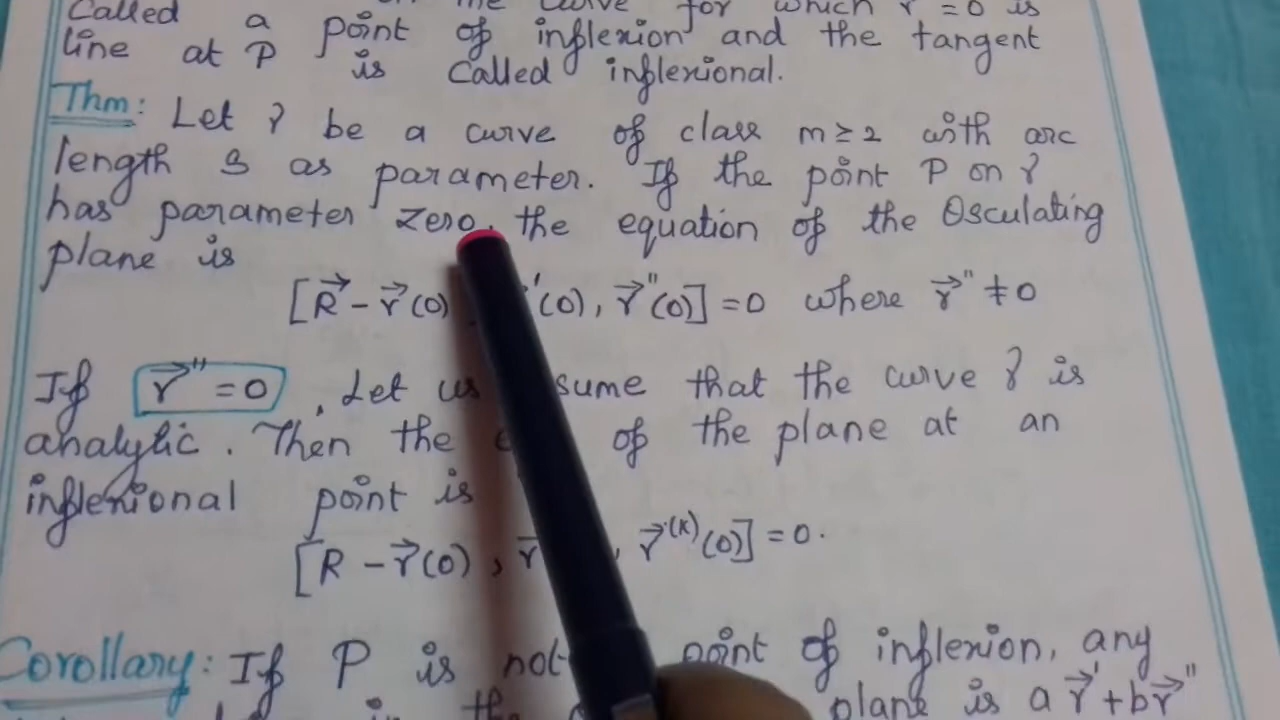 the curve for which r" = 0 is
Called a point of inflexion and the tangent
line at P is Called inflexional.
Thm: Let γ be a curve of class m ≥ 2 with arc
length s as parameter. If the point P on γ
has parameter zero, the equation of the Osculating
plane is
[R⃗ - r⃗(0) '(0), r⃗"(0)] = 0 where r⃗" ≠ 0
If r⃗" = 0, Let us sume that the curve γ is
analytic. Then the of the plane at an
inflexional point is
[R - r⃗(0), r⃗ , r⃗^(k)(0)] = 0.
Corollary: If P is not point of inflexion, any
in the plane is a r⃗' + b r⃗"